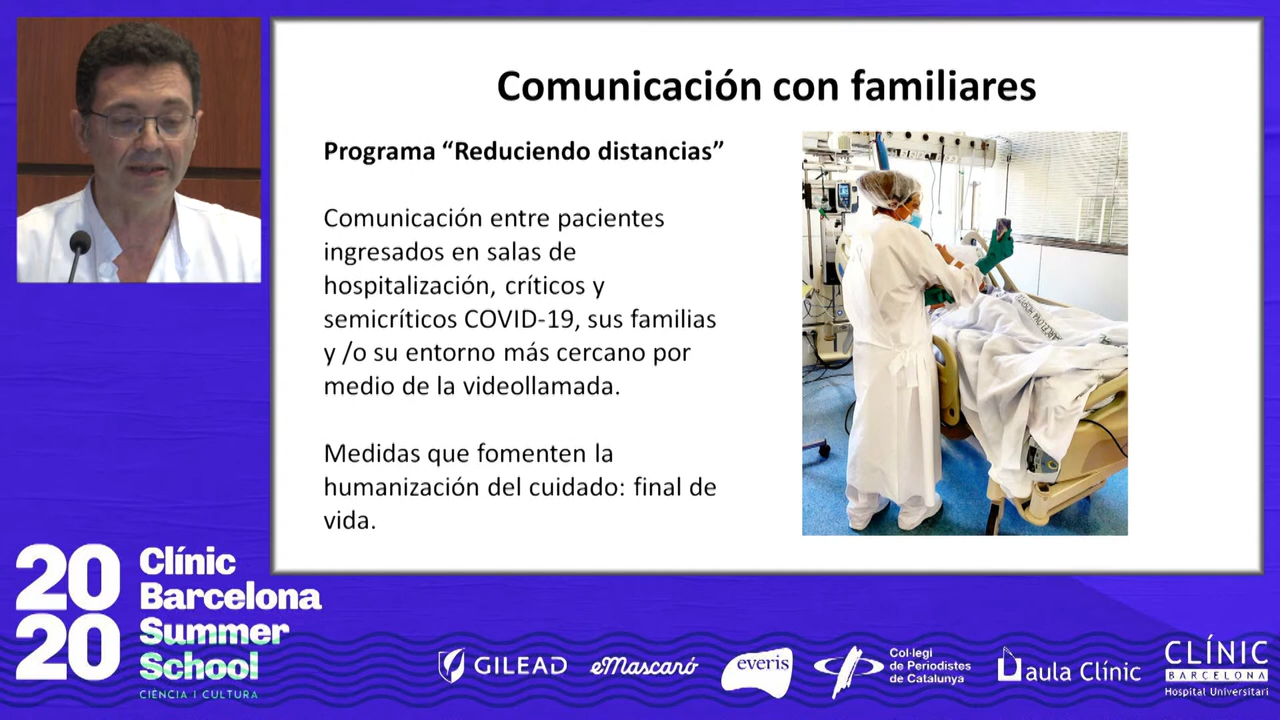 Comunicación con familiares
Programa “Reduciendo distancias”
Comunicación entre pacientes
ingresados en salas de
hospitalización, críticos y
semicríticos COVID-19, sus familias
y /o su entorno más cercano por
medio de la videollamada.
Medidas que fomenten la
humanización del cuidado: final de
vida.
20
20
Clínic
Barcelona
Summer
School
CIÈNCIA I CULTURA
GILEAD
eMascaró
everis
Col·legi
de Periodistes
de Catalunya
aula Clínic
CLÍNIC
BARCELONA
Hospital Universitari